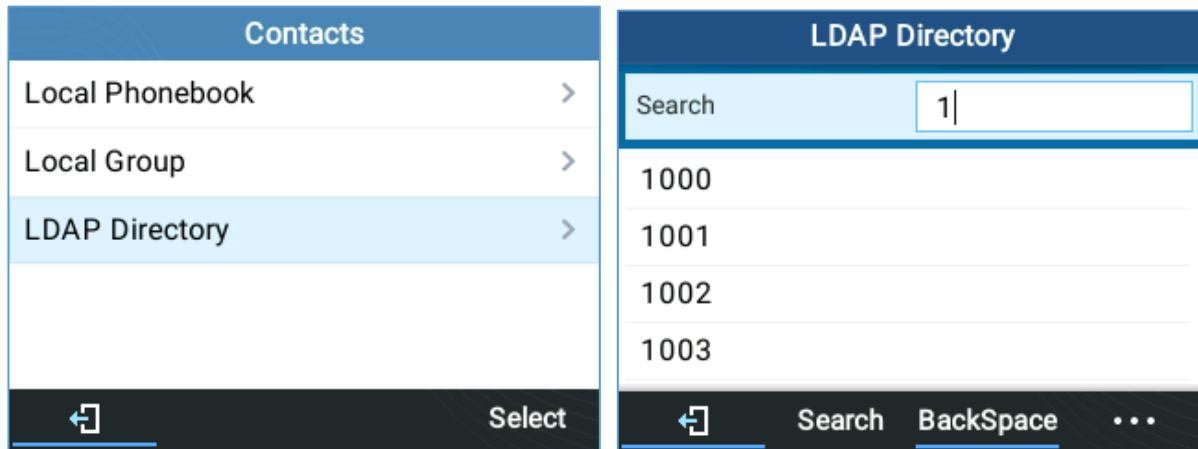 Contacts
Local Phonebook
Local Group
LDAP Directory
Select
LDAP Directory
Search 1
1000
1001
1002
1003
Search BackSpace